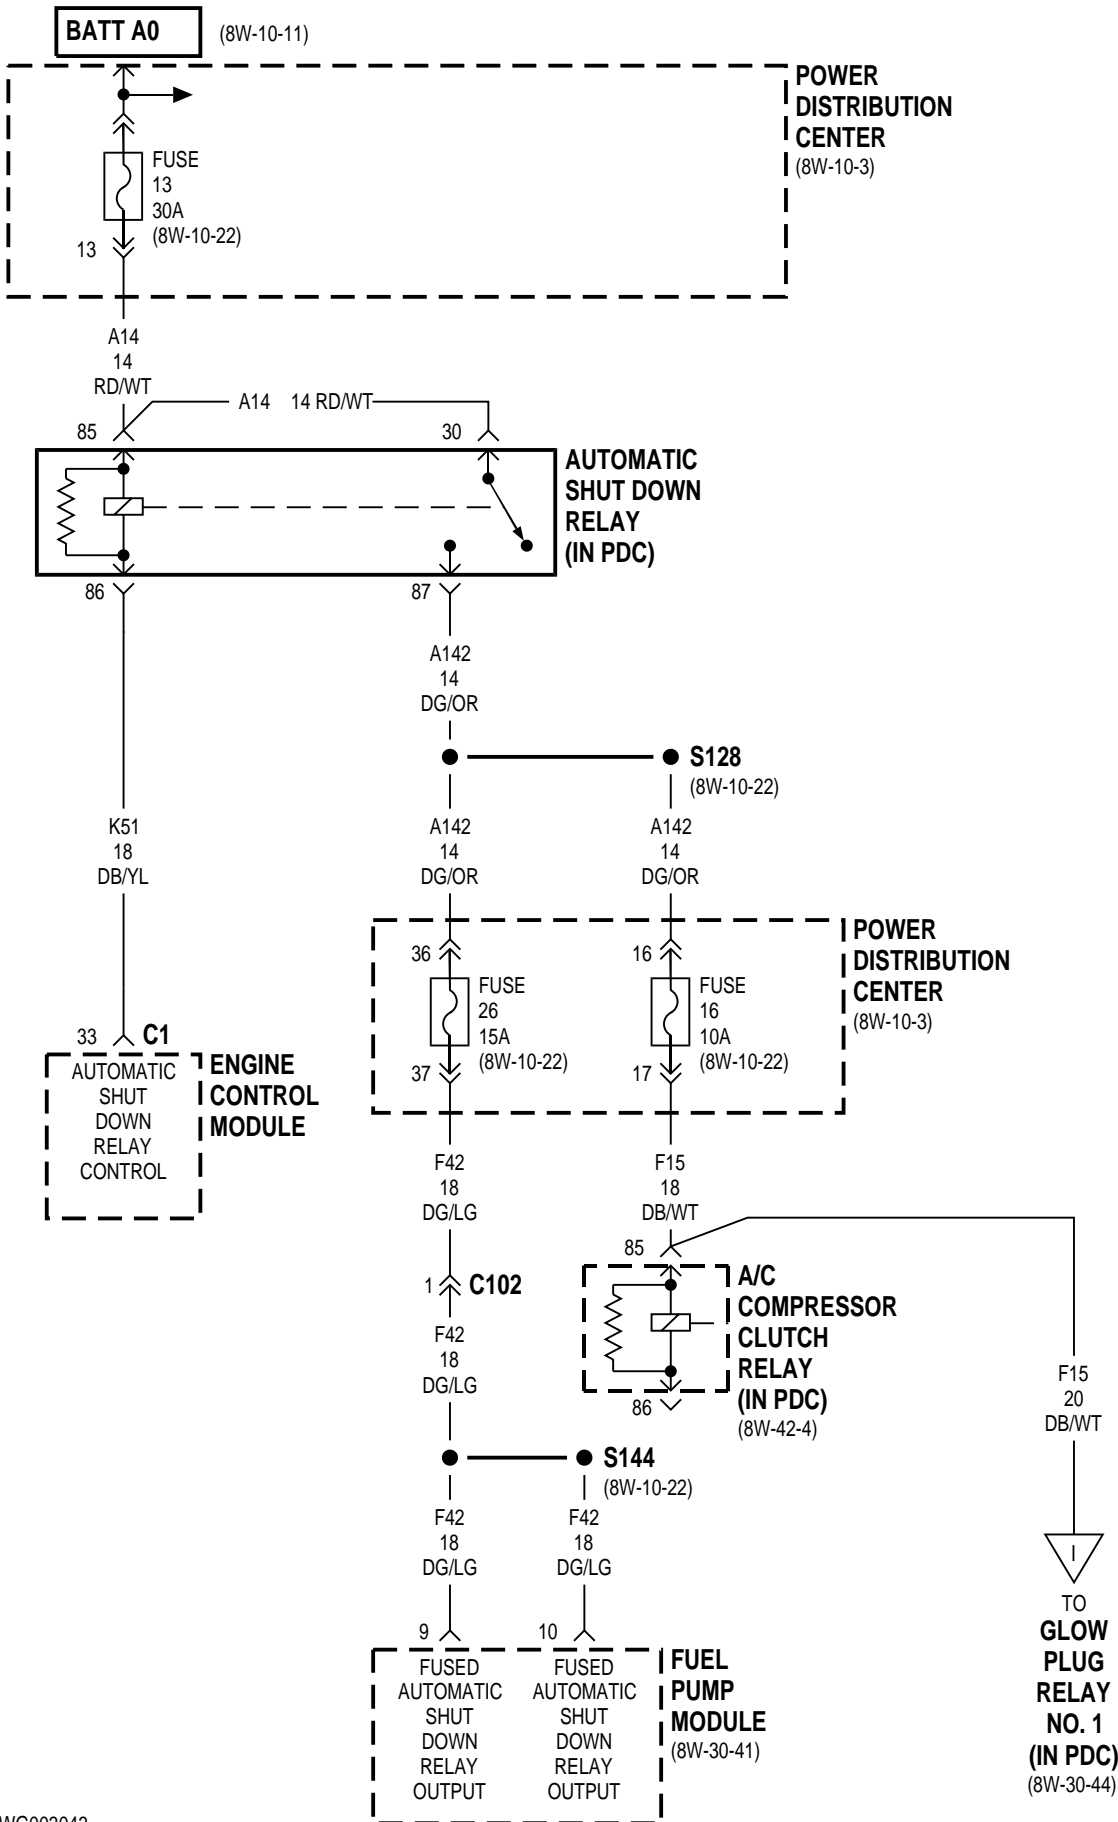 BATT A0 (8W-10-11)
POWER
DISTRIBUTION
CENTER
(8W-10-3)
FUSE
13
30A
(8W-10-22)
13
A14
14
RD/WT
A14 14 RD/WT
85 30
AUTOMATIC
SHUT DOWN
RELAY
(IN PDC)
86 87
A142
14
DG/OR
S128
(8W-10-22)
K51
18
DB/YL
A142
14
DG/OR
A142
14
DG/OR
POWER
DISTRIBUTION
CENTER
(8W-10-3)
36
FUSE
26
15A
(8W-10-22)
37
16
FUSE
16
10A
(8W-10-22)
17
33 C1
AUTOMATIC
SHUT
DOWN
RELAY
CONTROL
ENGINE
CONTROL
MODULE
F42
18
DG/LG
F15
18
DB/WT
85
1 C102
A/C
COMPRESSOR
CLUTCH
RELAY
(IN PDC)
(8W-42-4)
86
F42
18
DG/LG
F15
20
DB/WT
S144
(8W-10-22)
F42
18
DG/LG
F42
18
DG/LG
I
TO
GLOW
PLUG
RELAY
NO. 1
(IN PDC)
(8W-30-44)
9 10
FUSED
AUTOMATIC
SHUT
DOWN
RELAY
OUTPUT
FUSED
AUTOMATIC
SHUT
DOWN
RELAY
OUTPUT
FUEL
PUMP
MODULE
(8W-30-41)